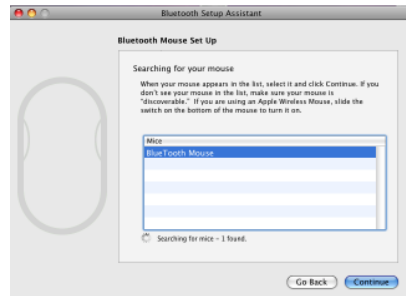 Bluetooth Setup Assistant
Bluetooth Mouse Set Up
Searching for your mouse
When your mouse appears in the list, select it and click Continue. If you
don't see your mouse in the list, make sure your mouse is
"discoverable." If you are using an Apple Wireless Mouse, slide the
switch on the bottom of the mouse to turn it on.
Mice
BlueTooth Mouse
Searching for mice – 1 found.
Go Back
Continue